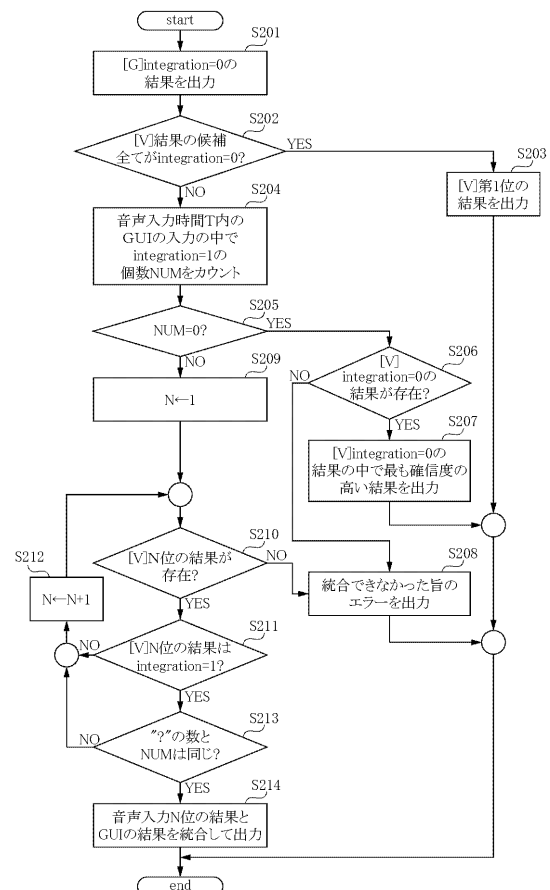 start
S201
[G]integration=0の
結果を出力
S202
[V]結果の候補
全てがintegration=0?
YES
NO
S203
[V]第1位の
結果を出力
S204
音声入力時間T内の
GUIの入力の中で
integration=1の
個数NUMをカウント
S205
NUM=0?
YES
NO
S206
[V]
integration=0の
結果が存在?
NO
YES
S207
[V]integration=0の
結果の中で最も確信度の
高い結果を出力
S209
N←1
S210
[V]N位の結果が
存在?
NO
YES
S208
統合できなかった旨の
エラーを出力
S212
N←N+1
S211
[V]N位の結果は
integration=1?
NO
YES
S213
"?"の数と
NUMは同じ?
NO
YES
S214
音声入力N位の結果と
GUIの結果を統合して出力
end